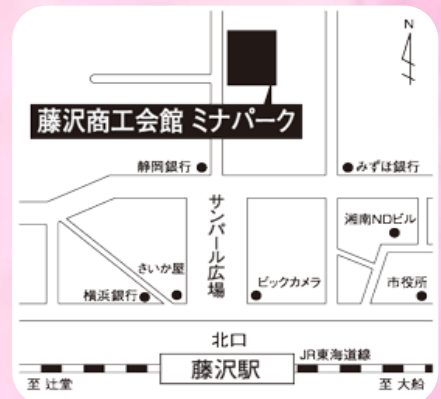 N
藤沢商工会館 ミナパーク
静岡銀行
みずほ銀行
サンパール広場
湘南NDビル
さいか屋
ビックカメラ
市役所
横浜銀行
北口
JR東海道線
藤沢駅
至 辻堂
至 大船